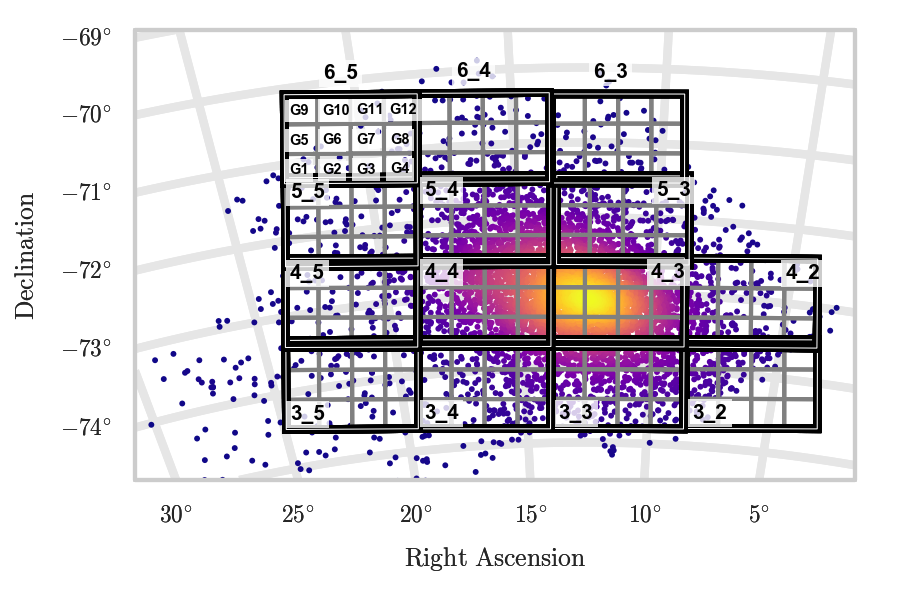 −69°
−70°
−71°
−72°
−73°
−74°
Declination
6_5 6_4 6_3
G9 G10 G11 G12
G5 G6 G7 G8
G1 G2 G3 G4
5_5 5_4 5_3
4_5 4_4 4_3 4_2
3_5 3_4 3_3 3_2
30° 25° 20° 15° 10° 5°
Right Ascension